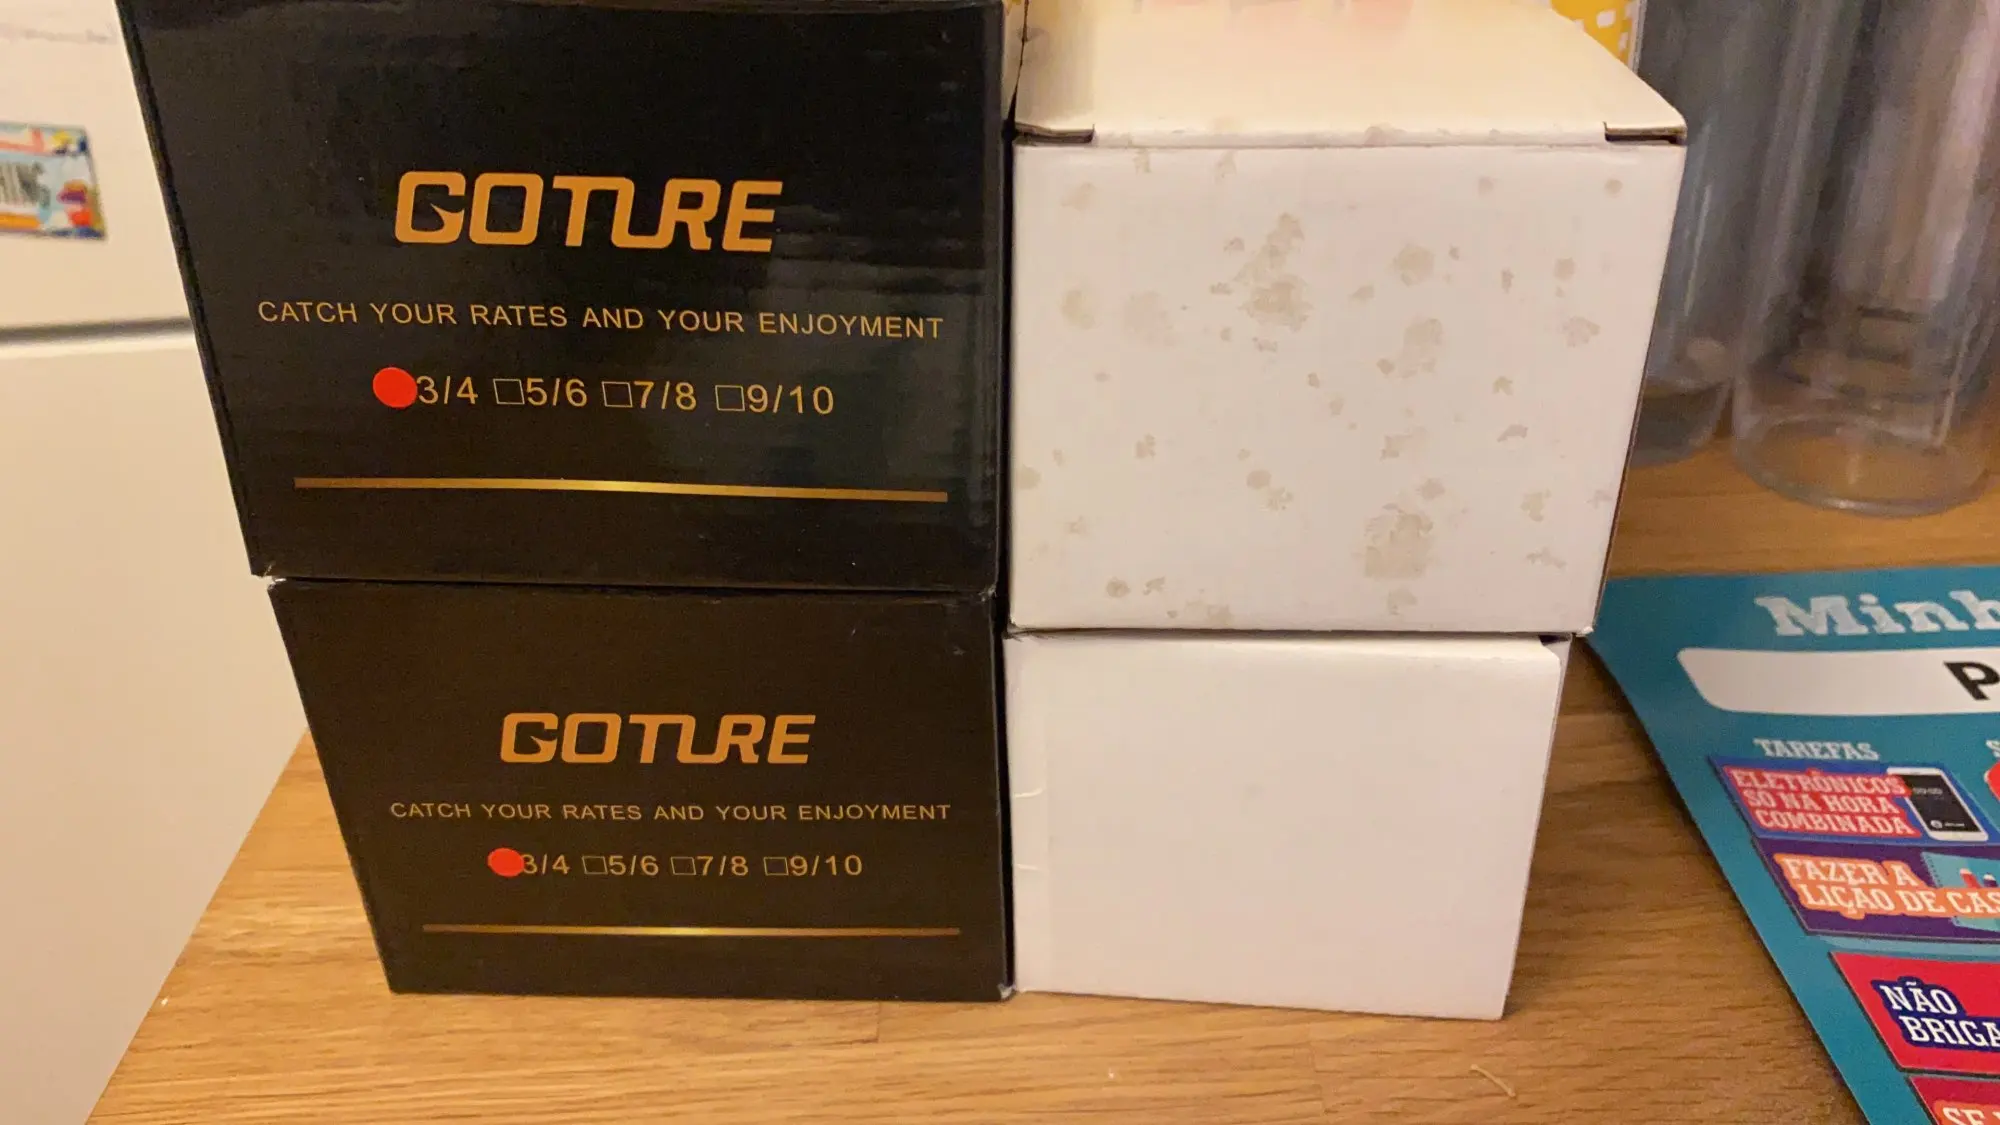 GOTURE
CATCH YOUR RATES AND YOUR ENJOYMENT
3/4 □5/6 □7/8 □9/10
GOTURE
CATCH YOUR RATES AND YOUR ENJOYMENT
3/4 □5/6 □7/8 □9/10
TAREFAS
ELETRÔNICOS
SÓ NA HORA
COMBINADA
FAZER A
LIÇÃO DE
NÃO